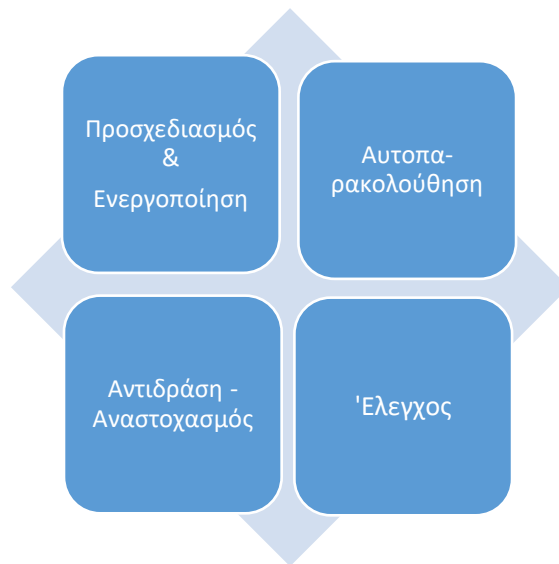 Προσχεδιασμός
&
Ενεργοποίηση
Αυτοπα-
ρακολούθηση
Αντιδράση -
Αναστοχασμός
'Ελεγχος